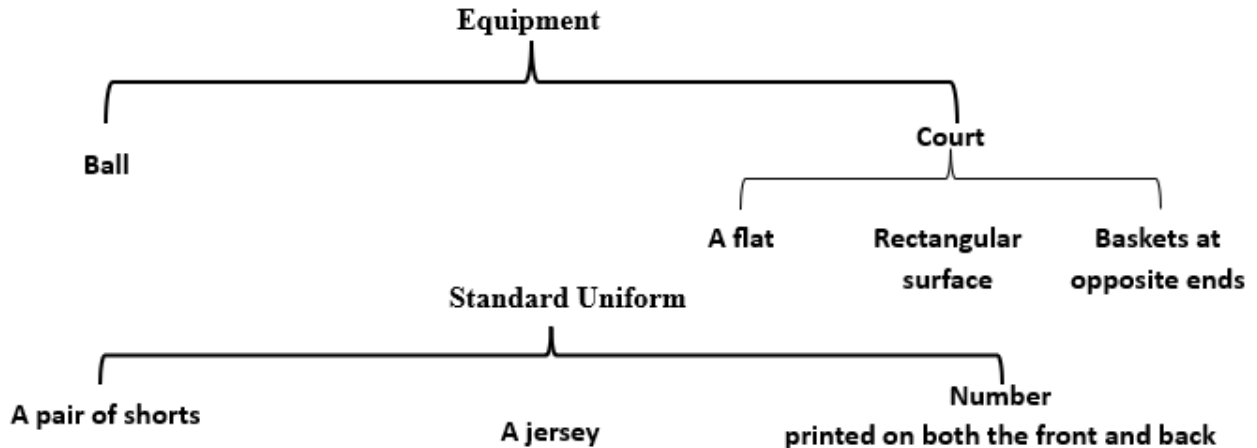 Equipment
Ball
Court
A flat
Rectangular
surface
Baskets at
opposite ends
Standard Uniform
A pair of shorts
A jersey
Number
printed on both the front and back